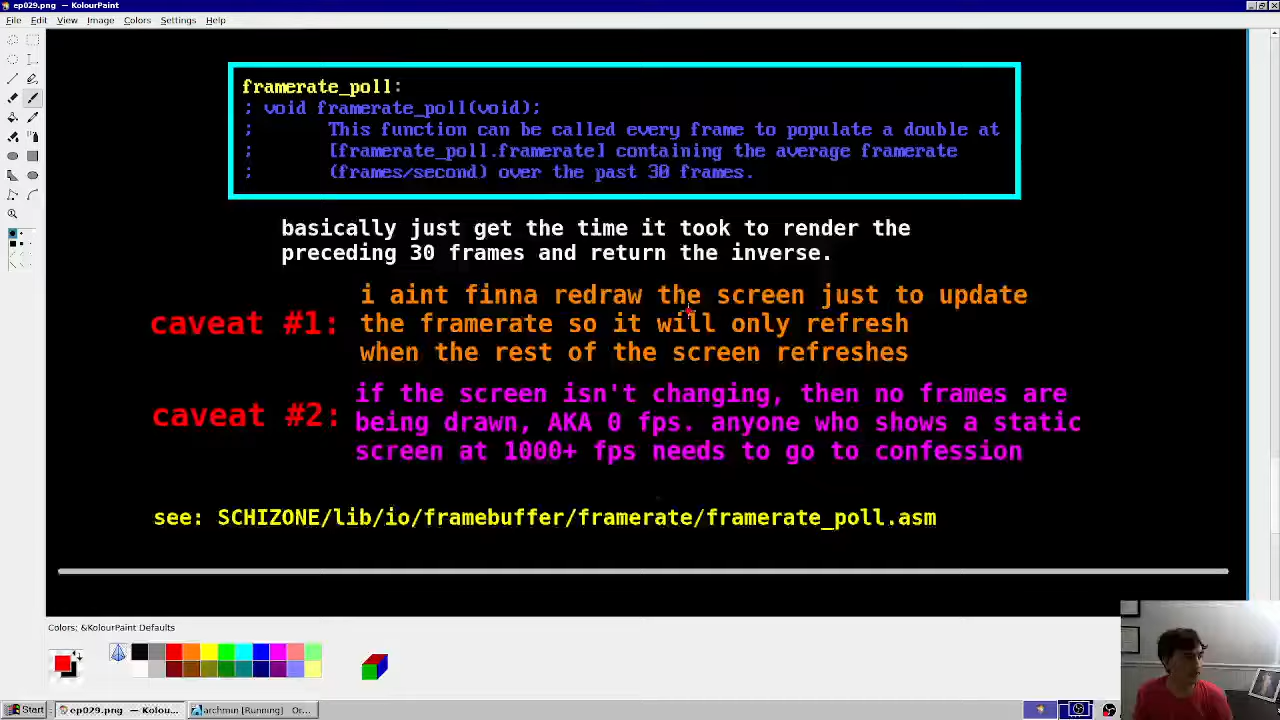 ep029.png — KolourPaint
File Edit View Image Colors Settings Help
framerate_poll:
; void framerate_poll(void);
; This function can be called every frame to populate a double at
; [framerate_poll.framerate] containing the average framerate
; (frames/second) over the past 30 frames.
basically just get the time it took to render the
preceding 30 frames and return the inverse.
caveat #1:
i aint finna redraw the screen just to update
the framerate so it will only refresh
when the rest of the screen refreshes
caveat #2:
if the screen isn't changing, then no frames are
being drawn, AKA 0 fps. anyone who shows a static
screen at 1000+ fps needs to go to confession
see: SCHIZONE/lib/io/framebuffer/framerate/framerate_poll.asm
Colors: &KolourPaint Defaults
Start ep029.png — Kolou... archmin [Running] Or...